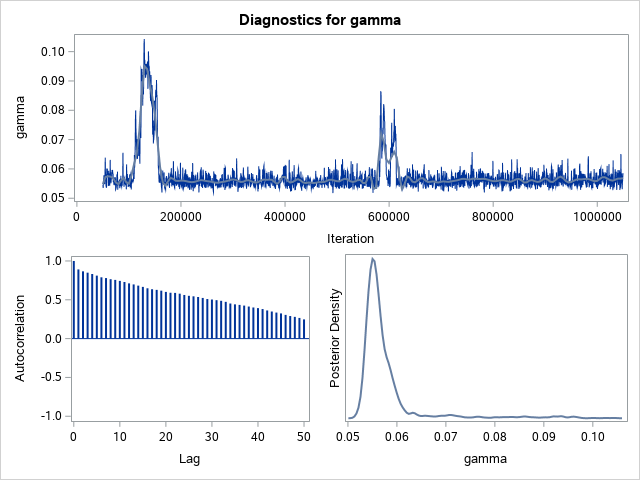 Diagnostics for gamma
gamma
0.10
0.09
0.08
0.07
0.06
0.05
0 200000 400000 600000 800000 1000000
Iteration
Autocorrelation
1.0
0.5
0.0
-0.5
-1.0
0 10 20 30 40 50
Lag
Posterior Density
0.05 0.06 0.07 0.08 0.09 0.10
gamma